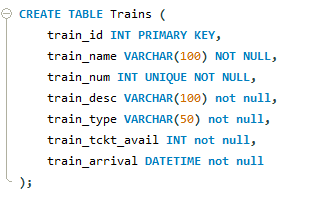 CREATE TABLE Trains (
    train_id INT PRIMARY KEY,
    train_name VARCHAR(100) NOT NULL,
    train_num INT UNIQUE NOT NULL,
    train_desc VARCHAR(100) not null,
    train_type VARCHAR(50) not null,
    train_tckt_avail INT not null,
    train_arrival DATETIME not null
);